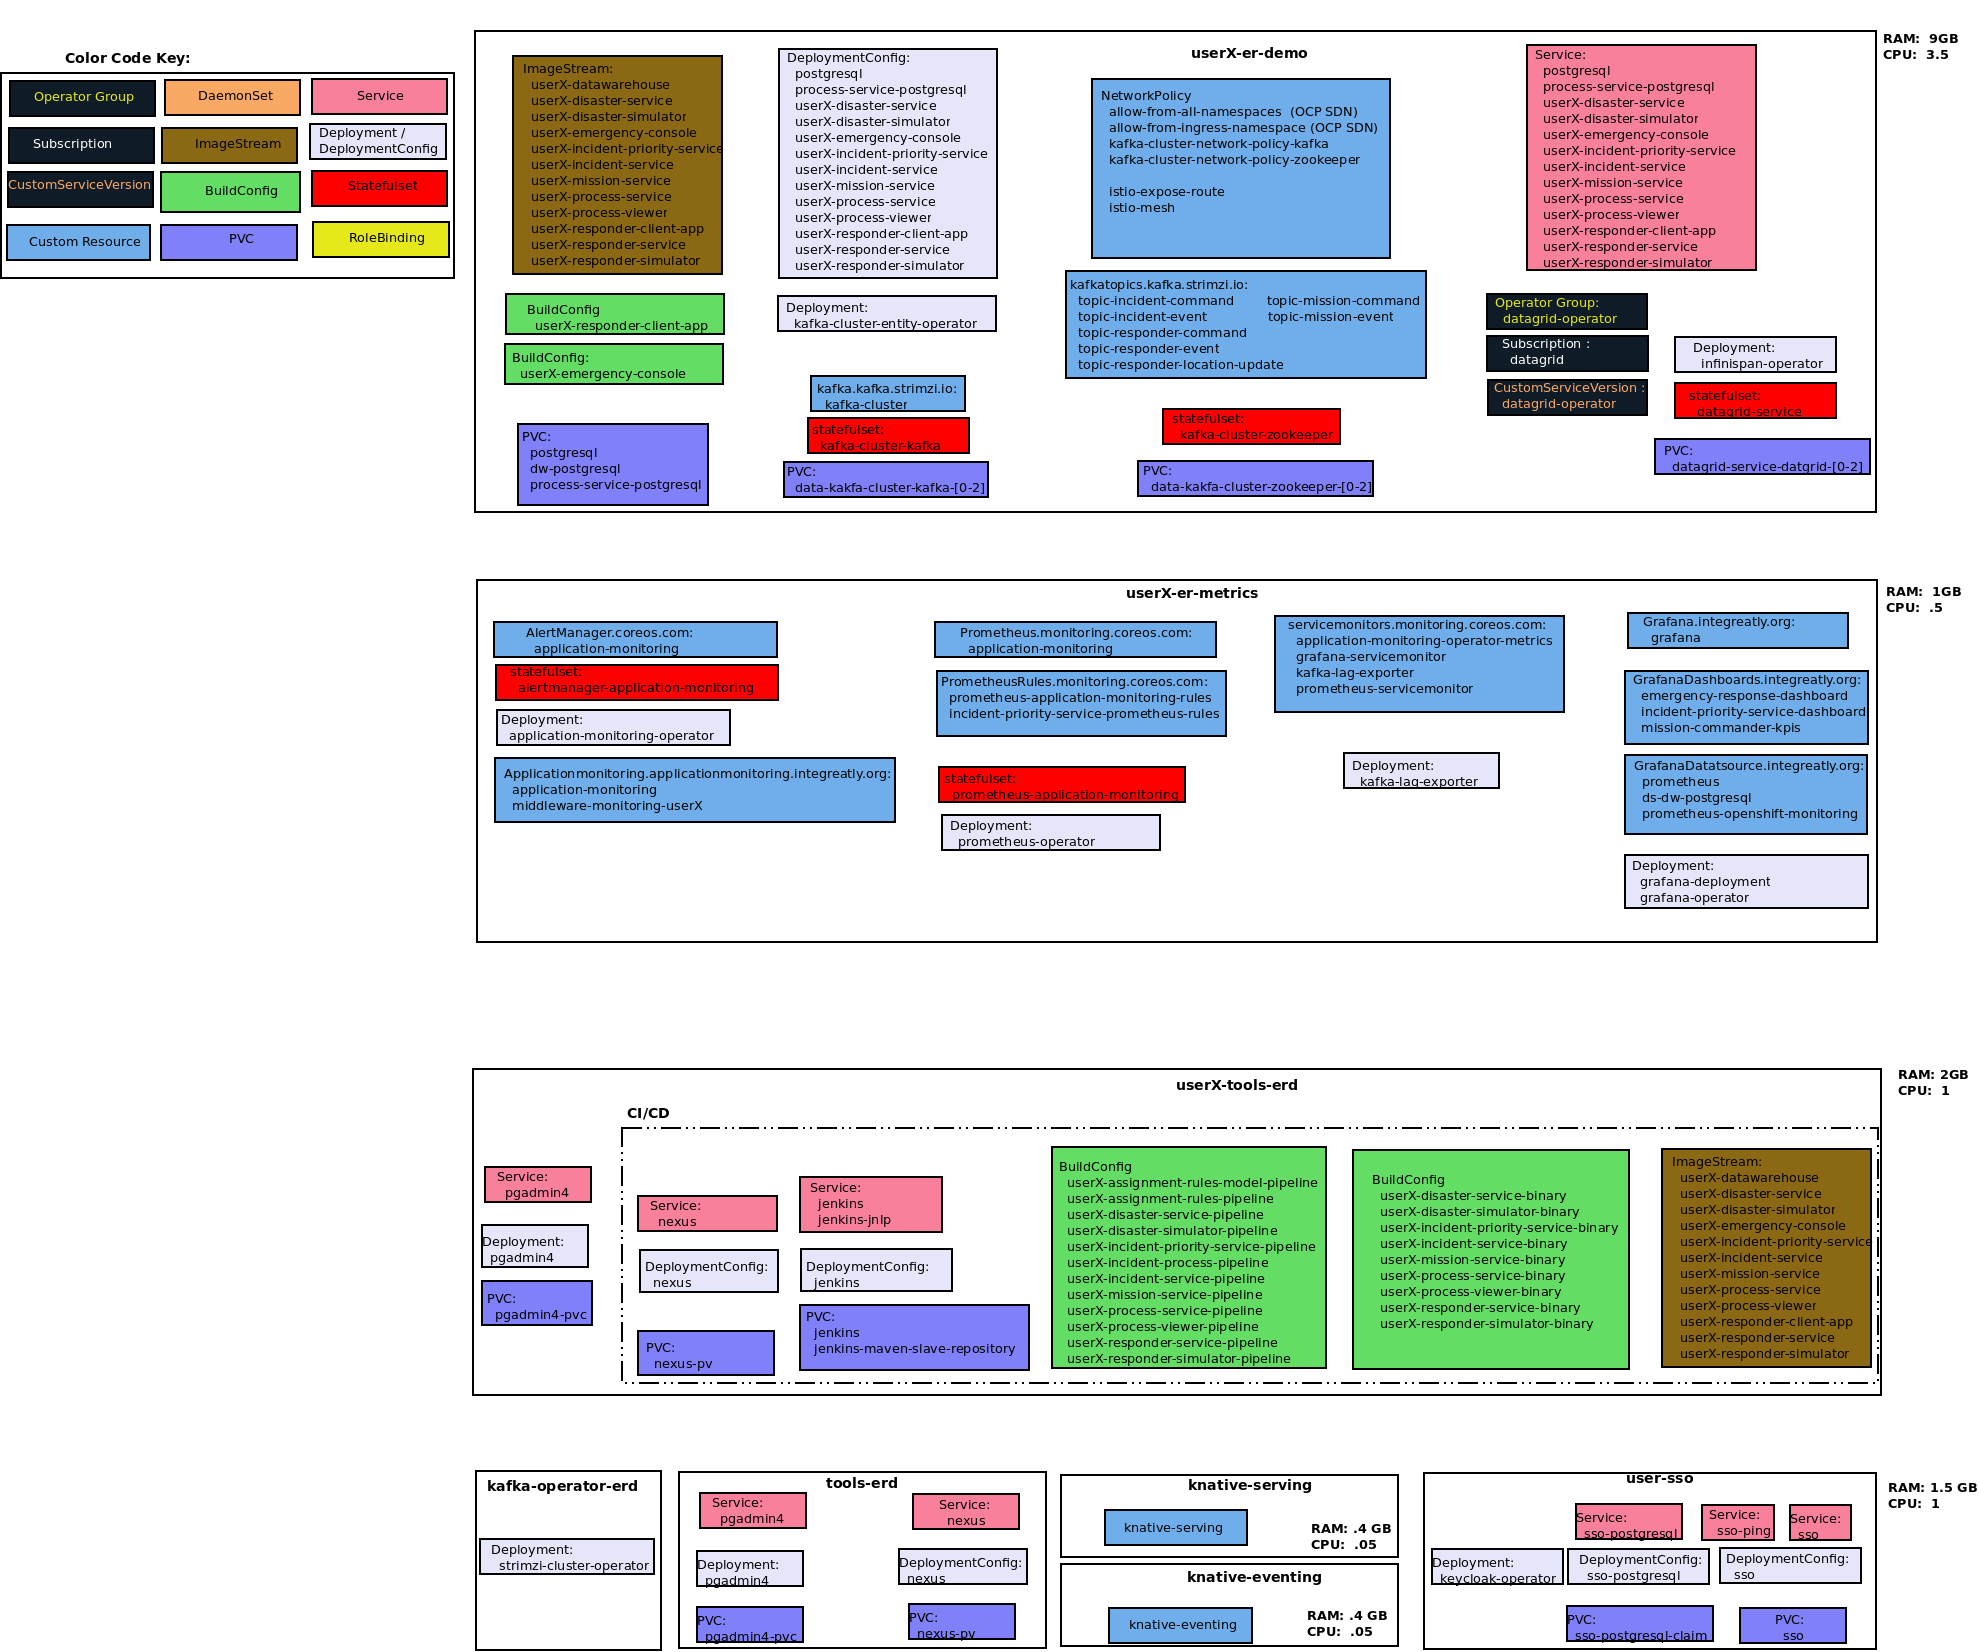 Color Code Key:
Operator Group
DaemonSet
Service
Subscription
ImageStream
Deployment /
DeploymentConfig
CustomServiceVersion
BuildConfig
Statefulset
Custom Resource
PVC
RoleBinding
userX-er-demo
RAM:  9GB
CPU:  3.5
ImageStream:
userX-datawarehouse
userX-disaster-service
userX-disaster-simulator
userX-emergency-console
userX-incident-priority-service
userX-incident-service
userX-mission-service
userX-process-service
userX-process-viewer
userX-responder-client-app
userX-responder-service
userX-responder-simulator
BuildConfig
userX-responder-client-app
BuildConfig:
userX-emergency-console
PVC:
postgresql
dw-postgresql
process-service-postgresql
DeploymentConfig:
postgresql
process-service-postgresql
userX-disaster-service
userX-disaster-simulator
userX-emergency-console
userX-incident-priority-service
userX-incident-service
userX-mission-service
userX-process-service
userX-process-viewer
userX-responder-client-app
userX-responder-service
userX-responder-simulator
Deployment:
kafka-cluster-entity-operator
kafka.kafka.strimzi.io:
kafka-cluster
statefulset:
kafka-cluster-kafka
PVC:
data-kakfa-cluster-kafka-[0-2]
NetworkPolicy
allow-from-all-namespaces  (OCP SDN)
allow-from-ingress-namespace (OCP SDN)
kafka-cluster-network-policy-kafka
kafka-cluster-network-policy-zookeeper
istio-expose-route
istio-mesh
kafkatopics.kafka.strimzi.io:
topic-incident-command        topic-mission-command
topic-incident-event        topic-mission-event
topic-responder-command
topic-responder-event
topic-responder-location-update
statefulset:
kafka-cluster-zookeeper
PVC:
data-kakfa-cluster-zookeeper-[0-2]
Service:
postgresql
process-service-postgresql
userX-disaster-service
userX-disaster-simulator
userX-emergency-console
userX-incident-priority-service
userX-incident-service
userX-mission-service
userX-process-service
userX-process-viewer
userX-responder-client-app
userX-responder-service
userX-responder-simulator
Operator Group:
datagrid-operator
Subscription :
datagrid
CustomServiceVersion :
datagrid-operator
Deployment:
infinispan-operator
statefulset:
datagrid-service
PVC:
datagrid-service-datgrid-[0-2]
userX-er-metrics
RAM:  1GB
CPU:  .5
AlertManager.coreos.com:
application-monitoring
statefulset:
alertmanager-application-monitoring
Deployment:
application-monitoring-operator
Applicationmonitoring.applicationmonitoring.integreatly.org:
application-monitoring
middleware-monitoring-userX
Prometheus.monitoring.coreos.com:
application-monitoring
PrometheusRules.monitoring.coreos.com:
prometheus-application-monitoring-rules
incident-priority-service-prometheus-rules
statefulset:
prometheus-application-monitoring
Deployment:
prometheus-operator
servicemonitors.monitoring.coreos.com:
application-monitoring-operator-metrics
grafana-servicemonitor
kafka-lag-exporter
prometheus-servicemonitor
Deployment:
kafka-lag-exporter
Grafana.integreatly.org:
grafana
GrafanaDashboards.integreatly.org:
emergency-response-dashboard
incident-priority-service-dashboard
mission-commander-kpis
GrafanaDatatsource.integreatly.org:
prometheus
ds-dw-postgresql
prometheus-openshift-monitoring
Deployment:
grafana-deployment
grafana-operator
userX-tools-erd
RAM: 2GB
CPU:  1
CI/CD
Service:
pgadmin4
Deployment:
pgadmin4
PVC:
pgadmin4-pvc
Service:
nexus
DeploymentConfig:
nexus
PVC:
nexus-pv
Service:
jenkins
jenkins-jnlp
DeploymentConfig:
jenkins
PVC:
jenkins
jenkins-maven-slave-repository
BuildConfig
userX-assignment-rules-model-pipeline
userX-assignment-rules-pipeline
userX-disaster-service-pipeline
userX-disaster-simulator-pipeline
userX-incident-priority-service-pipeline
userX-incident-process-pipeline
userX-incident-service-pipeline
userX-mission-service-pipeline
userX-process-service-pipeline
userX-process-viewer-pipeline
userX-responder-service-pipeline
userX-responder-simulator-pipeline
BuildConfig
userX-disaster-service-binary
userX-disaster-simulator-binary
userX-incident-priority-service-binary
userX-incident-service-binary
userX-mission-service-binary
userX-process-service-binary
userX-process-viewer-binary
userX-responder-service-binary
userX-responder-simulator-binary
ImageStream:
userX-datawarehouse
userX-disaster-service
userX-disaster-simulator
userX-emergency-console
userX-incident-priority-service
userX-incident-service
userX-mission-service
userX-process-service
userX-process-viewer
userX-responder-client-app
userX-responder-service
userX-responder-simulator
kafka-operator-erd
Deployment:
strimzi-cluster-operator
tools-erd
Service:
pgadmin4
Deployment:
pgadmin4
PVC:
pgadmin4-pvc
Service:
nexus
DeploymentConfig:
nexus
PVC:
nexus-pv
knative-serving
knative-serving
RAM: .4 GB
CPU:  .05
knative-eventing
knative-eventing
RAM: .4 GB
CPU:  .05
user-sso
RAM: 1.5 GB
CPU:  1
Service:
sso-postgresql
Service:
sso-ping
Service:
sso
Deployment:
keycloak-operator
DeploymentConfig:
sso-postgresql
DeploymentConfig:
sso
PVC:
sso-postgresql-claim
PVC:
sso